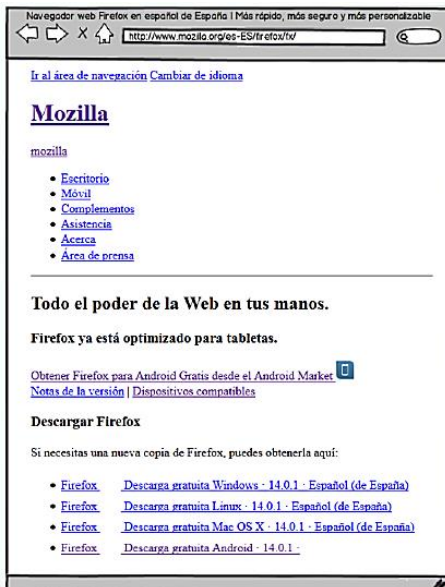 Navegador web Firefox en español de España | Más rápido, más seguro y más personalizable
http://www.mozilla.org/es-ES/firefox/fx/
Ir al área de navegación Cambiar de idioma
Mozilla
mozilla
Escritorio
Móvil
Complementos
Asistencia
Acerca
Área de prensa
Todo el poder de la Web en tus manos.
Firefox ya está optimizado para tabletas.
Obtener Firefox para Android Gratis desde el Android Market
Notas de la versión | Dispositivos compatibles
Descargar Firefox
Si necesitas una nueva copia de Firefox, puedes obtenerla aquí:
Firefox Descarga gratuita Windows · 14.0.1 · Español (de España)
Firefox Descarga gratuita Linux · 14.0.1 · Español (de España)
Firefox Descarga gratuita Mac OS X · 14.0.1 · Español (de España)
Firefox Descarga gratuita Android · 14.0.1 ·